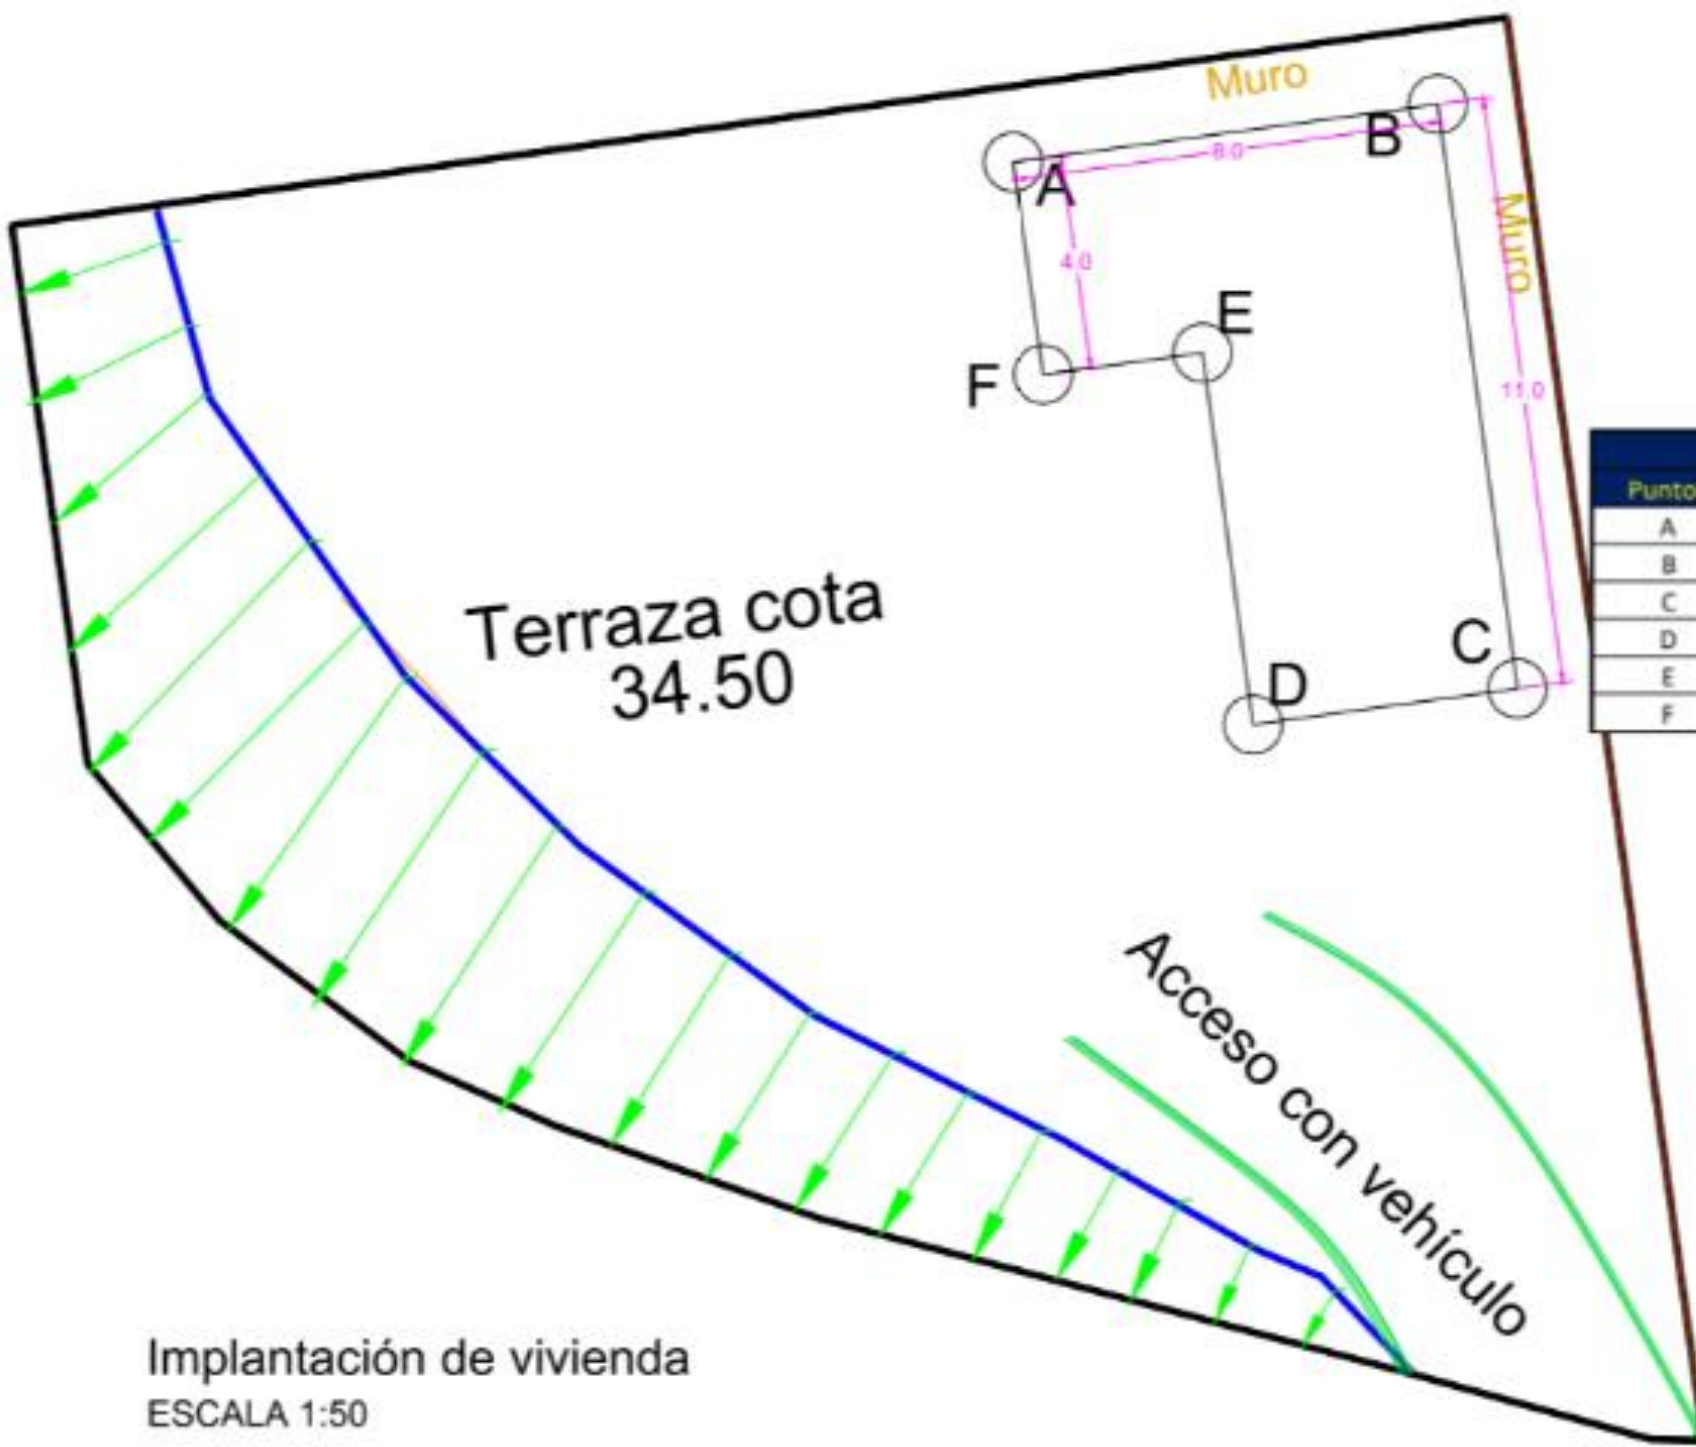 Muro
A
B
8.0
Muro
4.0
E
F
11.0
Punto
A
B
C
D
E
F
Terraza cota
34.50
C
D
Acceso con vehículo
Implantación de vivienda
ESCALA 1:50